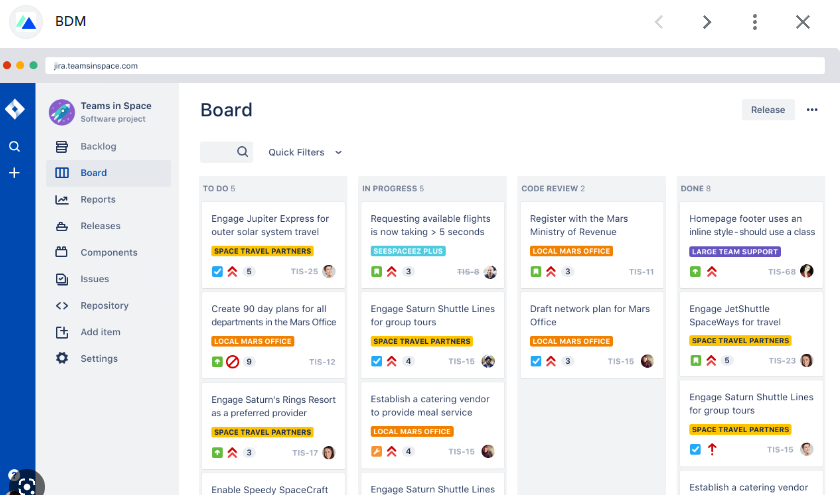 BDM
jira.teamsinspace.com
Teams in Space
Software project
Backlog
Board
Reports
Releases
Components
Issues
Repository
Add item
Settings
Board
Release
Quick Filters
TO DO 5
Engage Jupiter Express for
outer solar system travel
SPACE TRAVEL PARTNERS
5
TIS-25
Create 90 day plans for all
departments in the Mars Office
LOCAL MARS OFFICE
9
TIS-12
Engage Saturn's Rings Resort
as a preferred provider
SPACE TRAVEL PARTNERS
3
TIS-17
Enable Speedy SpaceCraft
IN PROGRESS 5
Requesting available flights
is now taking > 5 seconds
SEESPACEEZ PLUS
3
TIS-8
Engage Saturn Shuttle Lines
for group tours
SPACE TRAVEL PARTNERS
4
TIS-15
Establish a catering vendor
to provide meal service
LOCAL MARS OFFICE
4
TIS-15
Engage Saturn Shuttle Lines
CODE REVIEW 2
Register with the Mars
Ministry of Revenue
LOCAL MARS OFFICE
3
TIS-11
Draft network plan for Mars
Office
LOCAL MARS OFFICE
3
TIS-15
DONE 8
Homepage footer uses an
inline style - should use a class
LARGE TEAM SUPPORT
TIS-68
Engage JetShuttle
SpaceWays for travel
SPACE TRAVEL PARTNERS
5
TIS-23
Engage Saturn Shuttle Lines
for group tours
SPACE TRAVEL PARTNERS
TIS-15
Establish a catering vendor